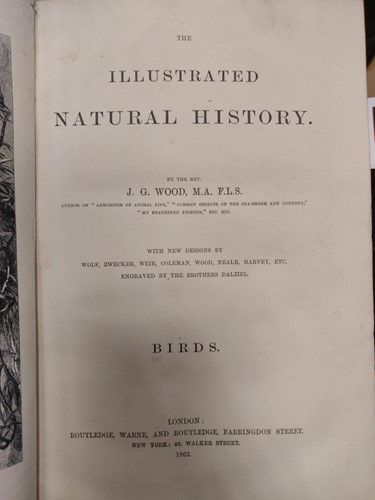 THE
ILLUSTRATED
NATURAL HISTORY.
BY THE REV.
J. G. WOOD, M.A. F.L.S.
AUTHOR OF "ANECDOTES OF ANIMAL LIFE," "COMMON OBJECTS OF THE SEA-SHORE AND COUNTRY,"
"MY FEATHERED FRIENDS," ETC. ETC.
WITH NEW DESIGNS BY
WOLF, ZWECKER, WEIR, COLEMAN, WOOD, NEALE, HARVEY, ETC.
ENGRAVED BY THE BROTHERS DALZIEL.
BIRDS.
LONDON:
ROUTLEDGE, WARNE, AND ROUTLEDGE, FARRINGDON STREET.
NEW YORK: 56, WALKER STREET.
1862.